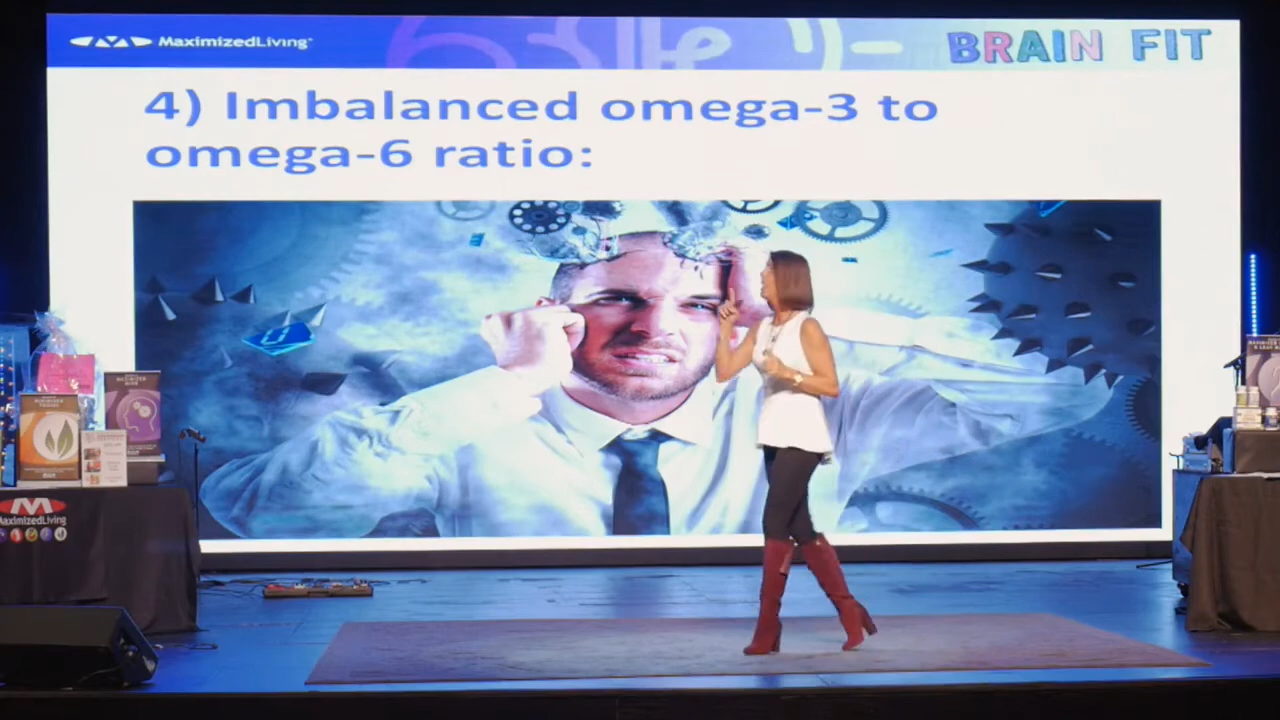 MaximizedLiving
BRAIN FIT
4) Imbalanced omega-3 to
omega-6 ratio:
MaximizedLiving